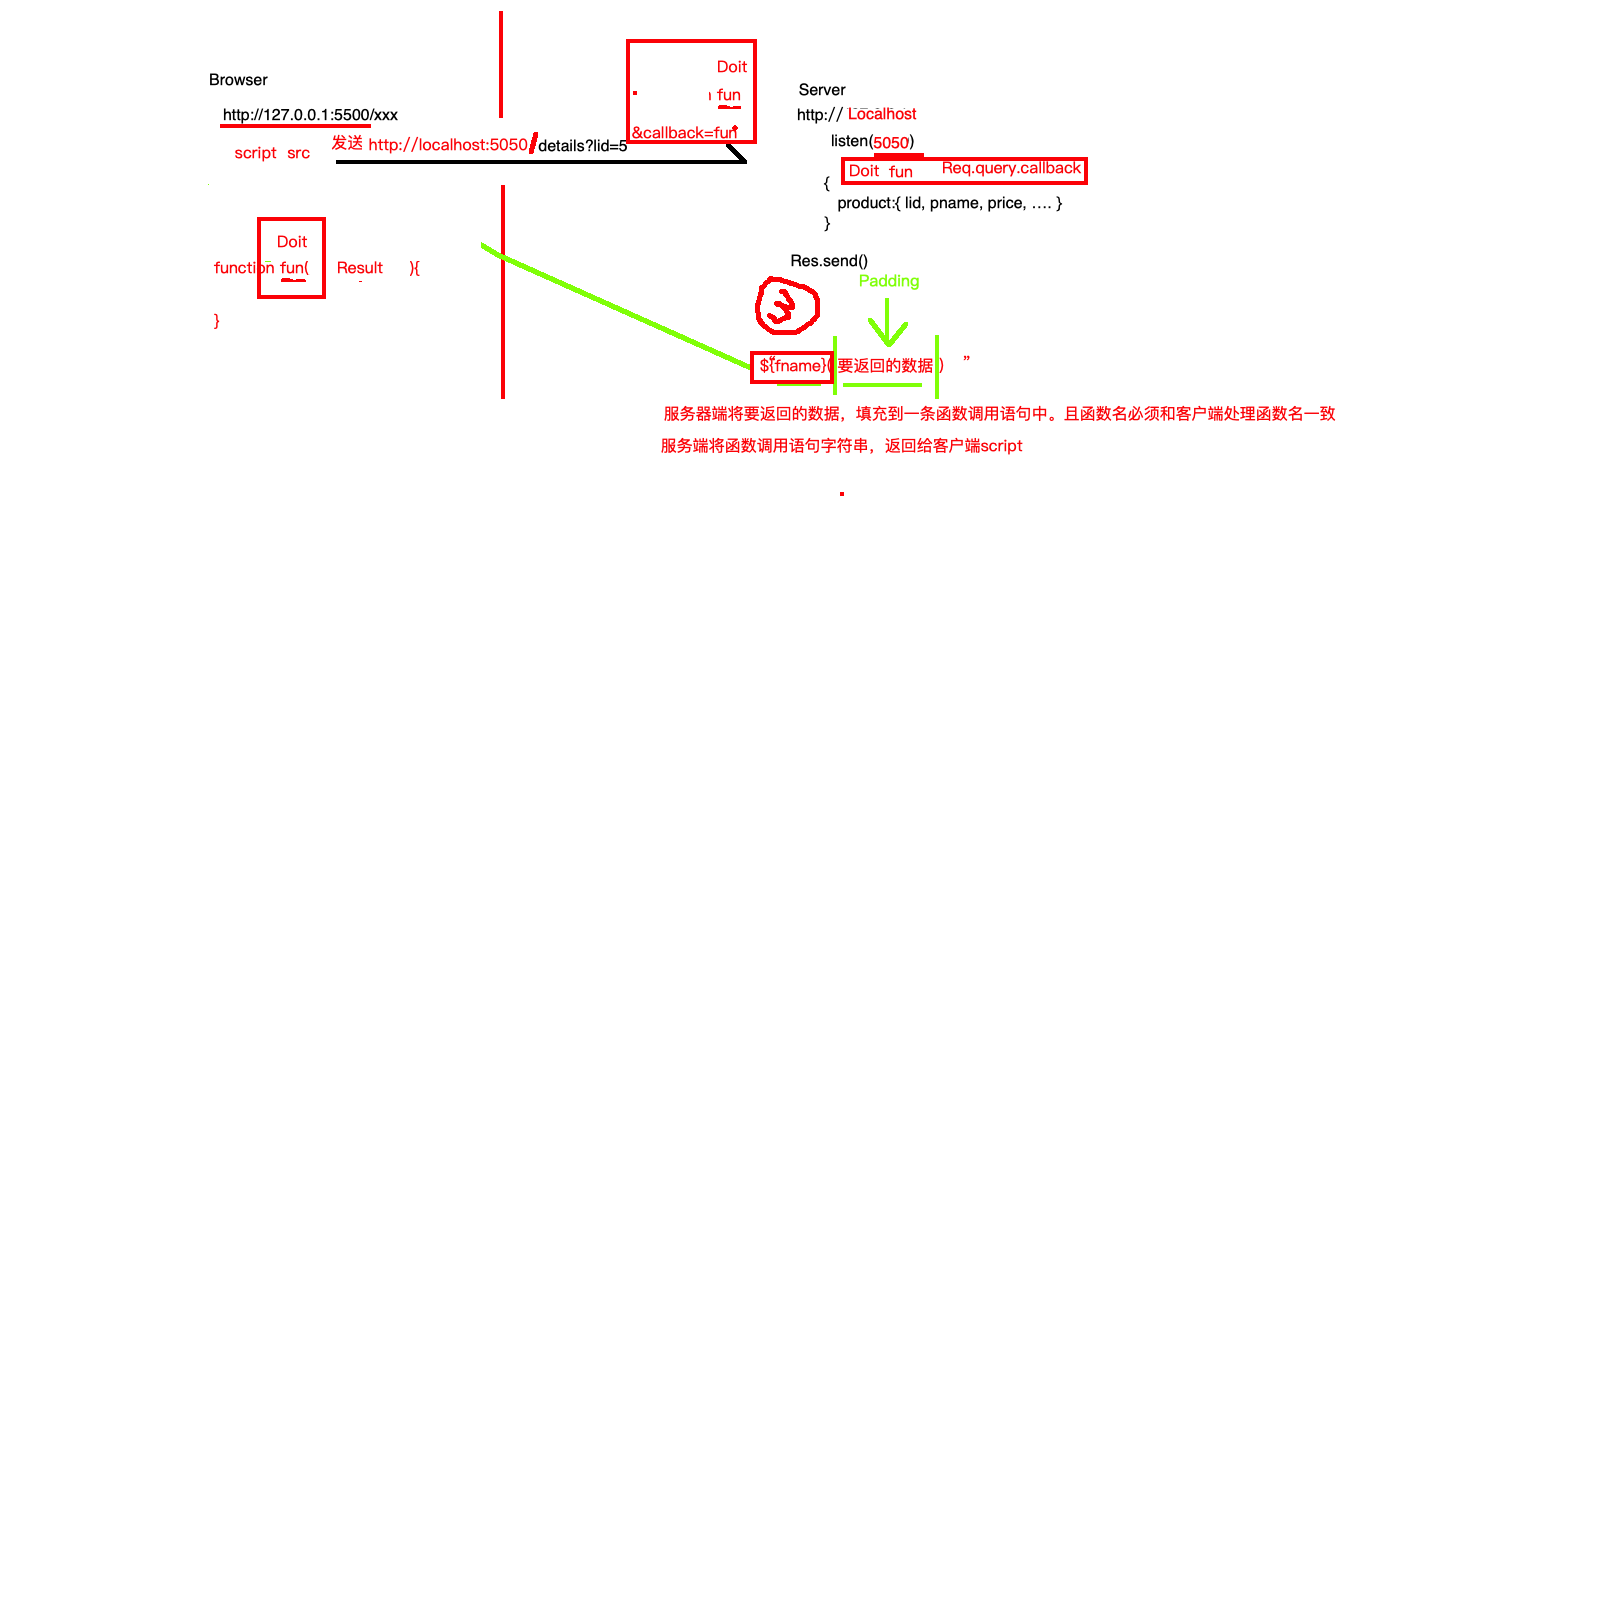 Browser
http://127.0.0.1:5500/xxx
script src 发送 http://localhost:5050/details?lid=5
Doit
fun
&callback=fun
Server
http:// Localhost
listen(5050)
Doit fun Req.query.callback
{
product:{ lid, pname, price, …. }
}
Doit
function fun( Result ){
}
Res.send()
Padding
3
“${fname}( 要返回的数据 ) ”
服务器端将要返回的数据，填充到一条函数调用语句中。且函数名必须和客户端处理函数名一致
服务端将函数调用语句字符串，返回给客户端script